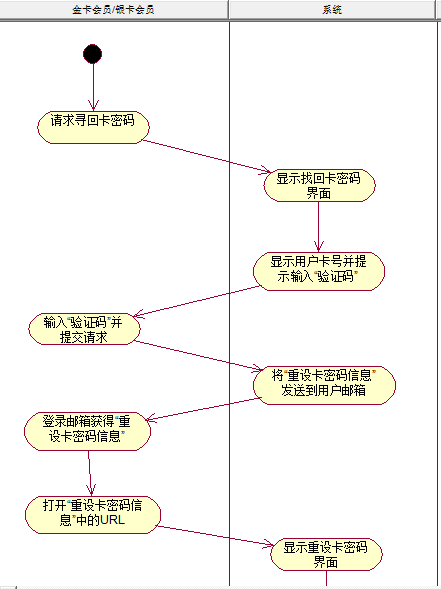 金卡会员/银卡会员
系统
请求寻回卡密码
显示找回卡密码
界面
显示用户卡号并提
示输入“验证码”
输入“验证码”并
提交请求
将“重设卡密码信息”
发送到用户邮箱
登录邮箱获得“重
设卡密码信息”
打开“重设卡密码信
息”中的URL
显示重设卡密码
界面